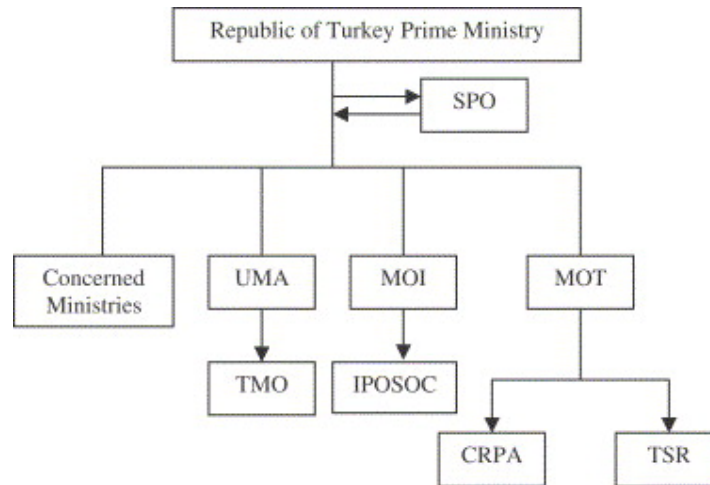 Republic of Turkey Prime Ministry
SPO
Concerned
Ministries
UMA
MOI
MOT
TMO
IPOSOC
CRPA
TSR